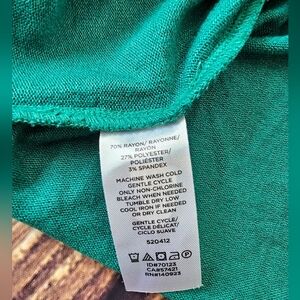 70% RAYON/ RAYONNE/
RAYON
27% POLYESTER/
POLIÉSTER
3% SPANDEX
MACHINE WASH COLD
GENTLE CYCLE
ONLY NON-CHLORINE
BLEACH WHEN NEEDED
TUMBLE DRY LOW
COOL IRON IF NEEDED
OR DRY CLEAN
GENTLE CYCLE/
CYCLE DÉLICAT/
CICLO SUAVE
520412
ID#70123
CA#57421
RN#140923